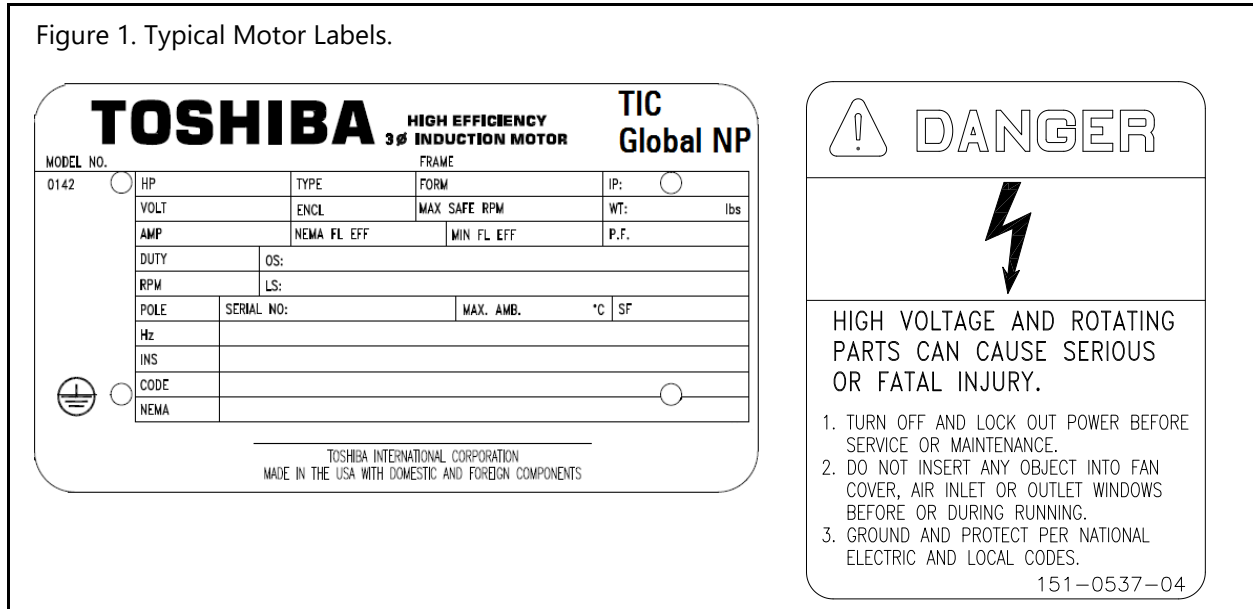 Figure 1. Typical Motor Labels.
TOSHIBA HIGH EFFICIENCY
3ø INDUCTION MOTOR
TIC
Global NP
MODEL NO. FRAME
0142 HP TYPE FORM IP:
VOLT ENCL MAX SAFE RPM WT: lbs
AMP NEMA FL EFF MIN FL EFF P.F.
DUTY OS:
RPM LS:
POLE SERIAL NO: MAX. AMB. °C SF
Hz
INS
CODE
NEMA
TOSHIBA INTERNATIONAL CORPORATION
MADE IN THE USA WITH DOMESTIC AND FOREIGN COMPONENTS
DANGER
HIGH VOLTAGE AND ROTATING
PARTS CAN CAUSE SERIOUS
OR FATAL INJURY.
1. TURN OFF AND LOCK OUT POWER BEFORE
SERVICE OR MAINTENANCE.
2. DO NOT INSERT ANY OBJECT INTO FAN
COVER, AIR INLET OR OUTLET WINDOWS
BEFORE OR DURING RUNNING.
3. GROUND AND PROTECT PER NATIONAL
ELECTRIC AND LOCAL CODES.
151-0537-04